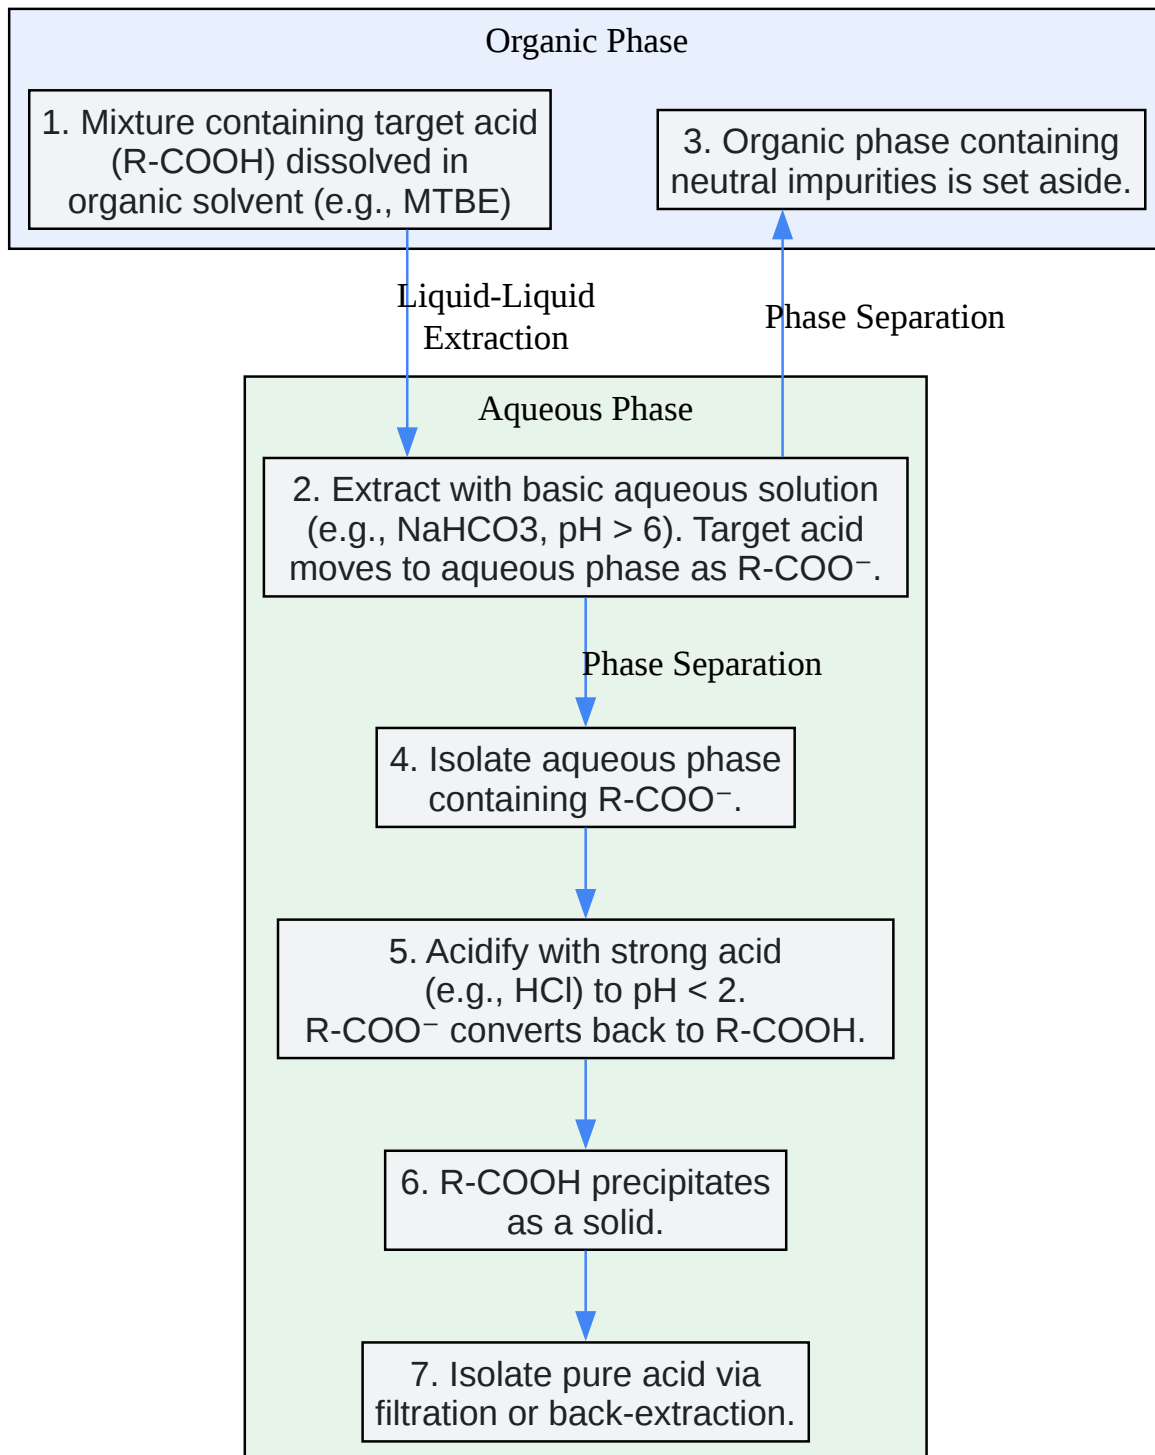 Organic Phase
1. Mixture containing target acid
(R-COOH) dissolved in
organic solvent (e.g., MTBE)
3. Organic phase containing
neutral impurities is set aside.
Liquid-Liquid
Extraction
Phase Separation
Aqueous Phase
2. Extract with basic aqueous solution
(e.g., NaHCO3, pH > 6). Target acid
moves to aqueous phase as R-COO⁻.
Phase Separation
4. Isolate aqueous phase
containing R-COO⁻.
5. Acidify with strong acid
(e.g., HCl) to pH < 2.
R-COO⁻ converts back to R-COOH.
6. R-COOH precipitates
as a solid.
7. Isolate pure acid via
filtration or back-extraction.